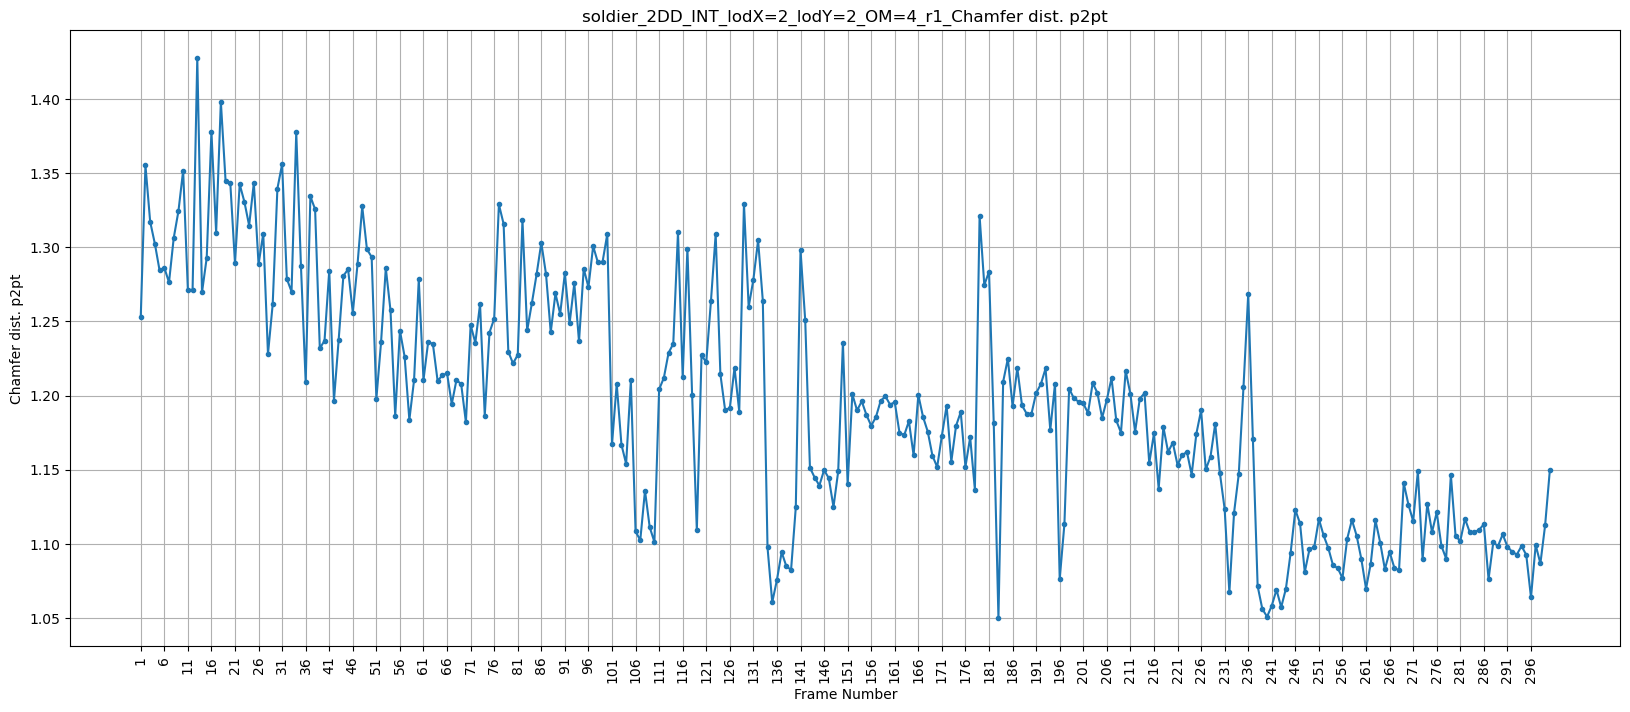 soldier_2DD_INT_lodX=2_lodY=2_OM=4_r1_Chamfer dist. p2pt
Chamfer dist. p2pt
1.40
1.35
1.30
1.25
1.20
1.15
1.10
1.05
1 6 11 16 21 26 31 36 41 46 51 56 61 66 71 76 81 86 91 96 101 106 111 116 121 126 131 136 141 146 151 156 161 166 171 176 181 186 191 196 201 206 211 216 221 226 231 236 241 246 251 256 261 266 271 276 281 286 291 296
Frame Number